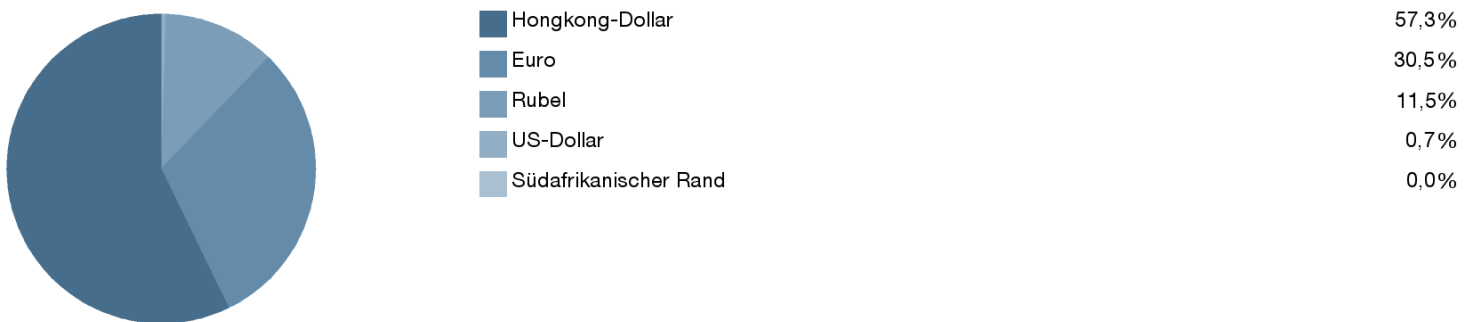 Hongkong-Dollar 57,3%
Euro 30,5%
Rubel 11,5%
US-Dollar 0,7%
Südafrikanischer Rand 0,0%